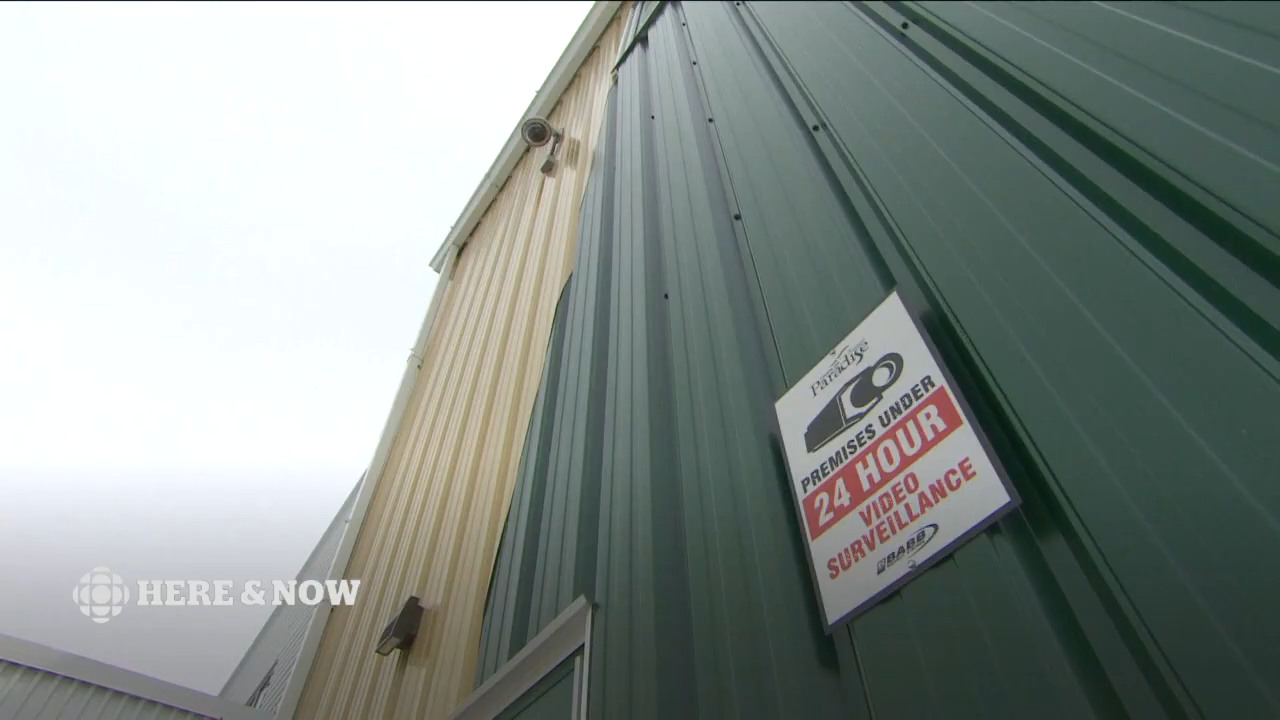 Paradise
PREMISES UNDER
24 HOUR
VIDEO
SURVEILLANCE
BABB
HERE & NOW